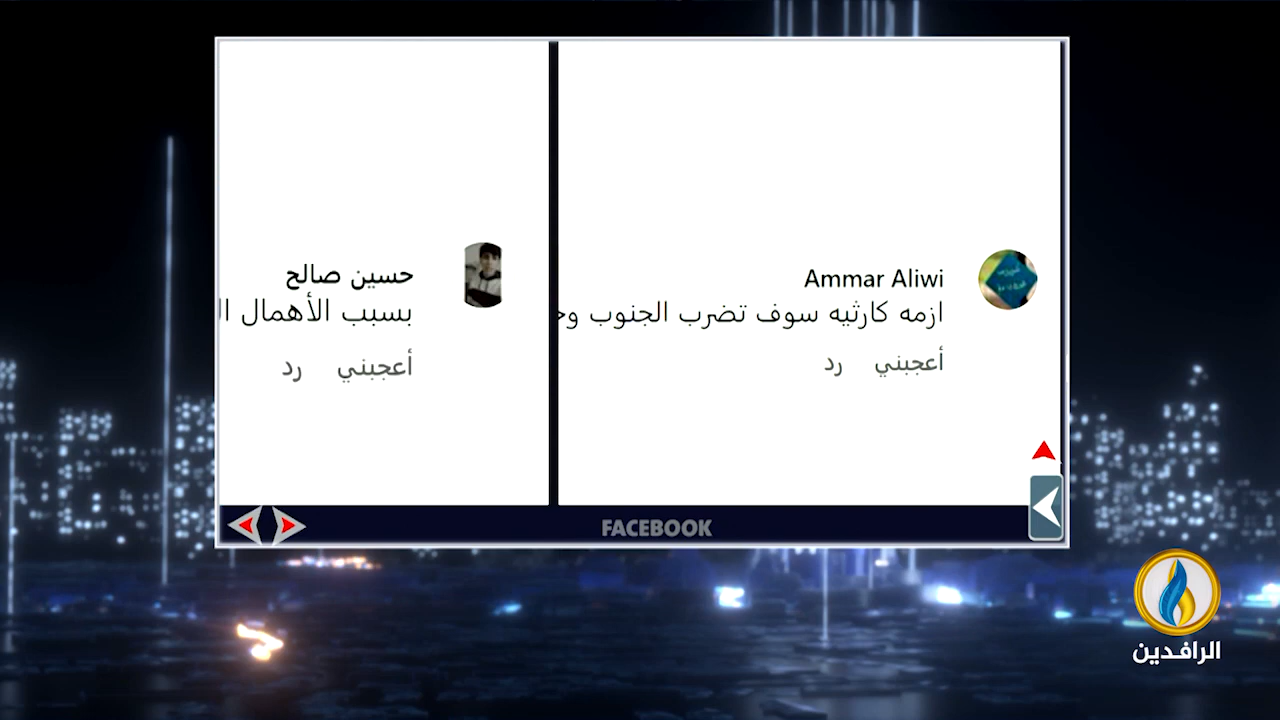 Ammar Aliwi
ازمه كارثيه سوف تضرب الجنوب
أعجبني رد
حسين صالح
بسبب الأهمال
أعجبني رد
FACEBOOK
الرافدين